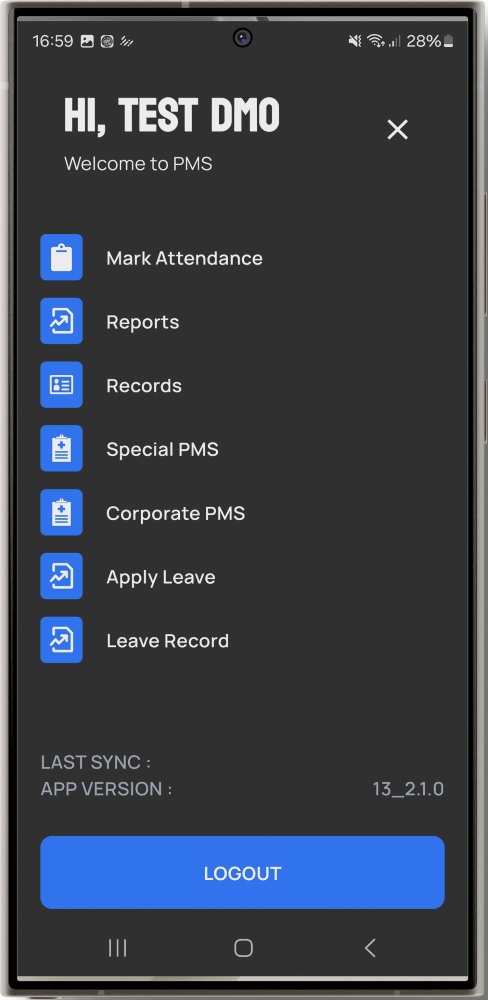 16:59
28%
HI, TEST DMO
Welcome to PMS
Mark Attendance
Reports
Records
Special PMS
Corporate PMS
Apply Leave
Leave Record
LAST SYNC :
APP VERSION : 13_2.1.0
LOGOUT